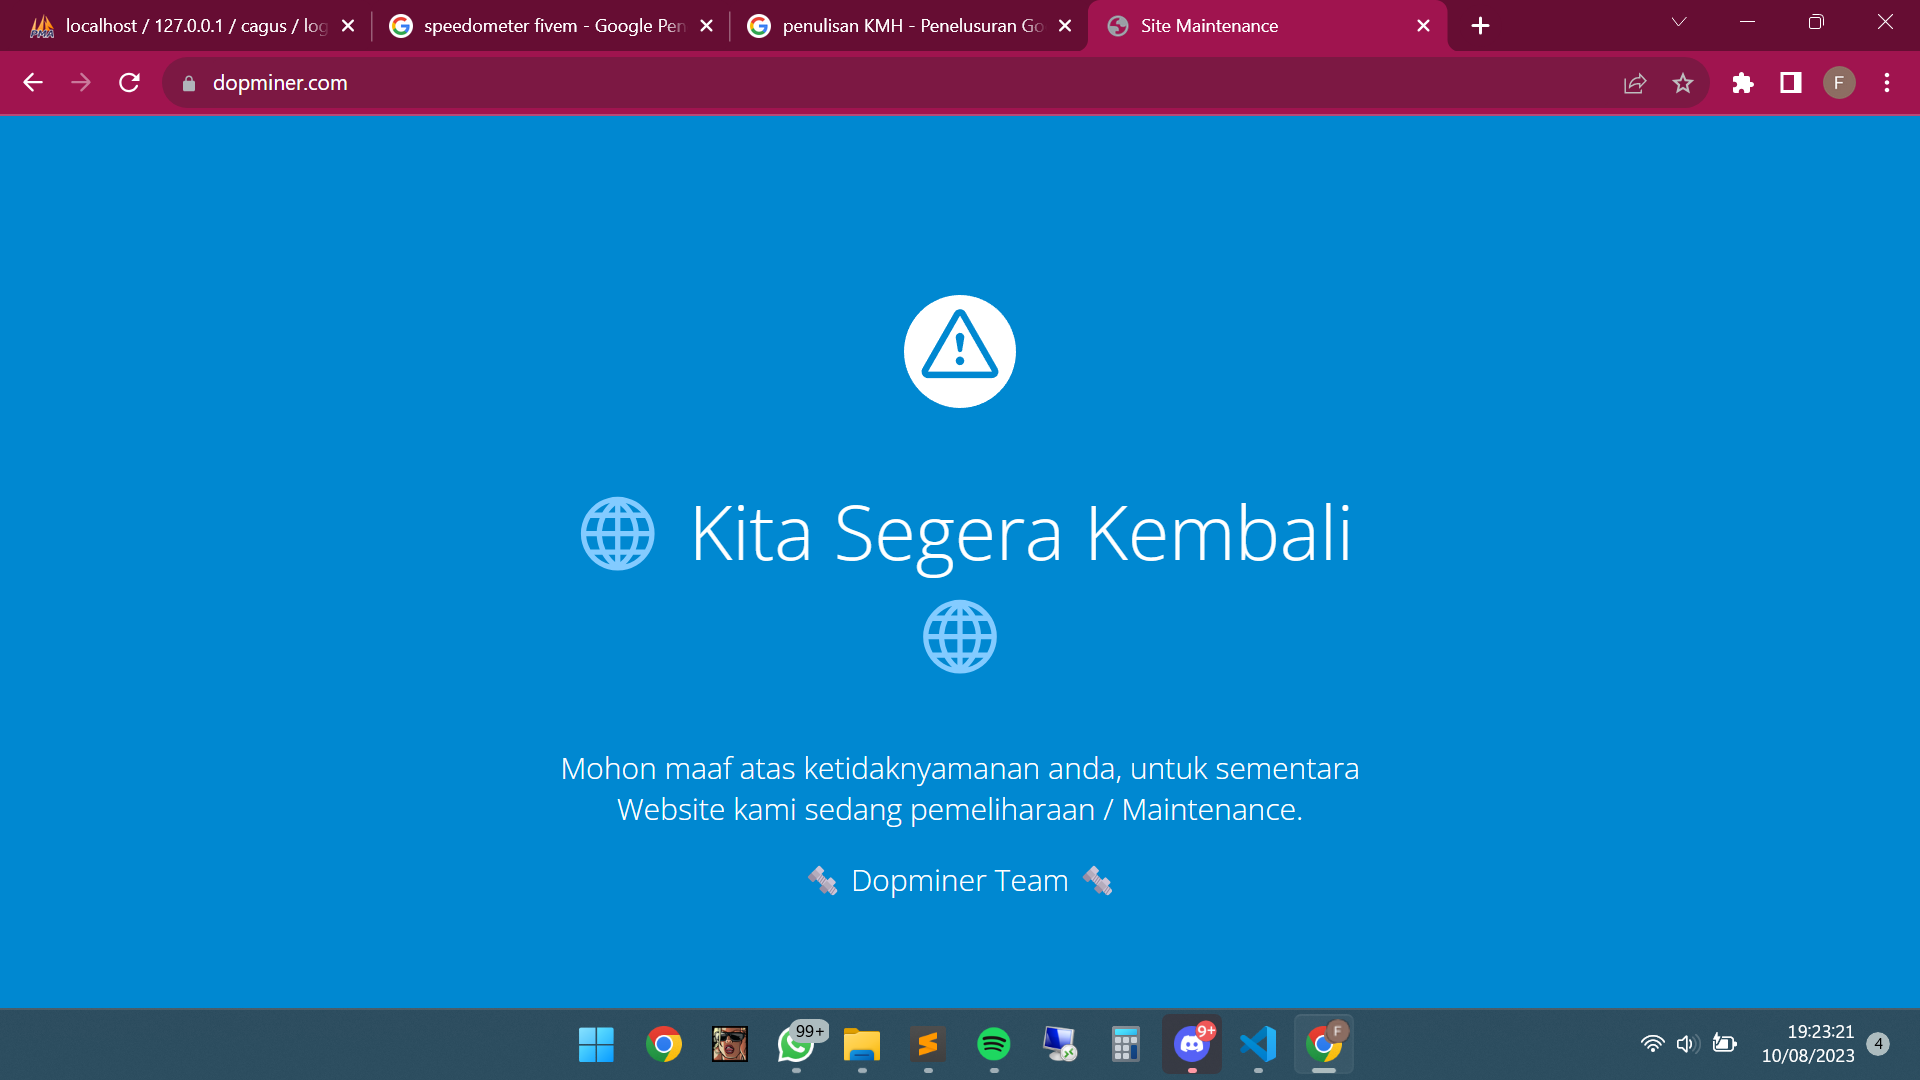 localhost / 127.0.0.1 / cagus / log
speedometer fivem - Google Pen
penulisan KMH - Penelusuran Go
Site Maintenance
dopminer.com
F
Kita Segera Kembali
Mohon maaf atas ketidaknyamanan anda, untuk sementara
Website kami sedang pemeliharaan / Maintenance.
Dopminer Team
99+
9+
F
19:23:21
10/08/2023
4